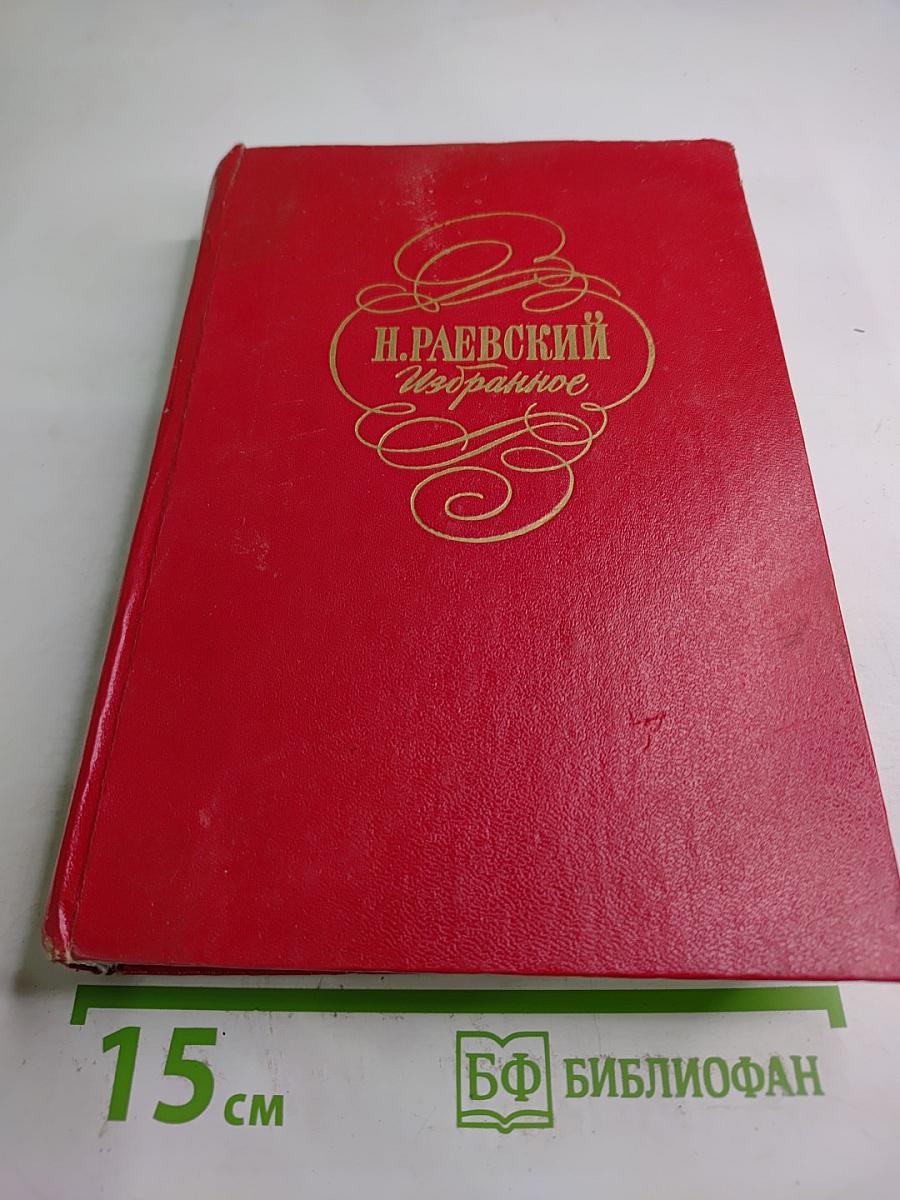 Н.РАЕВСКИЙ
Избранное
15 см
БФ БИБЛИОФАН